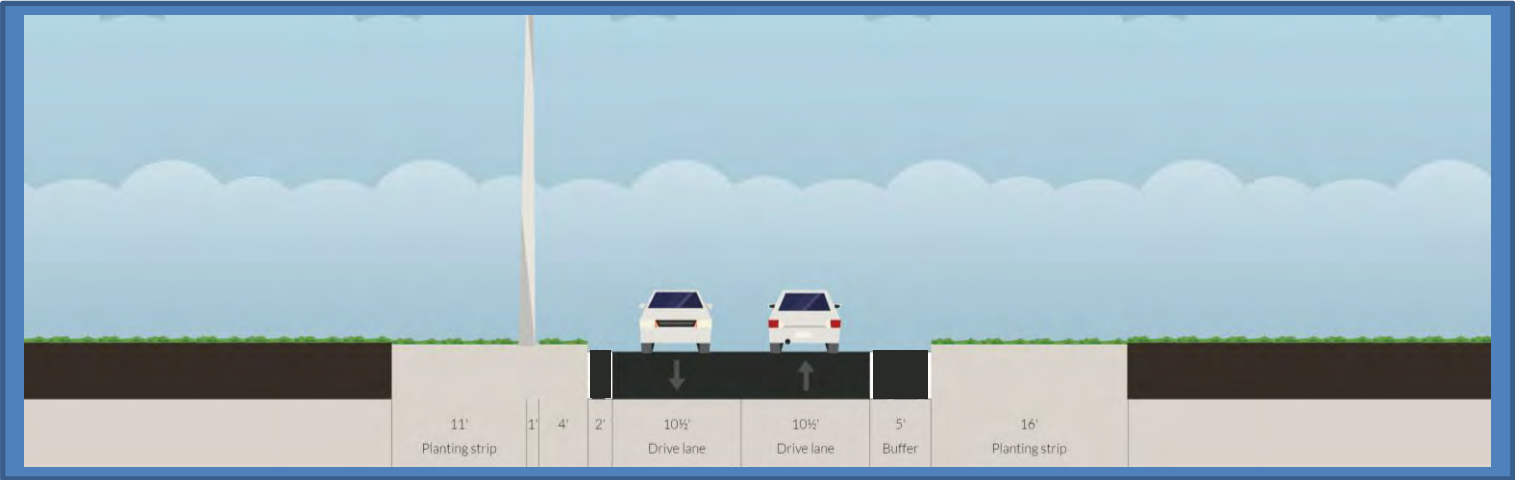 11' 1' 4' 2' 10½' 10½' 5' 16'
Planting strip Drive lane Drive lane Buffer Planting strip